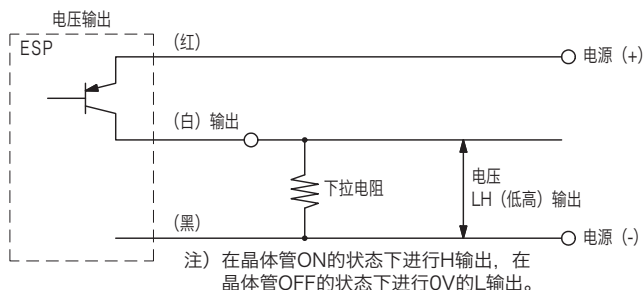 电压输出
ESP
（红）
电源（+）
（白）输出
下拉电阻
电压
LH（低高）输出
（黑）
电源（-）
注）在晶体管ON的状态下进行H输出，在
晶体管OFF的状态下进行0V的L输出。